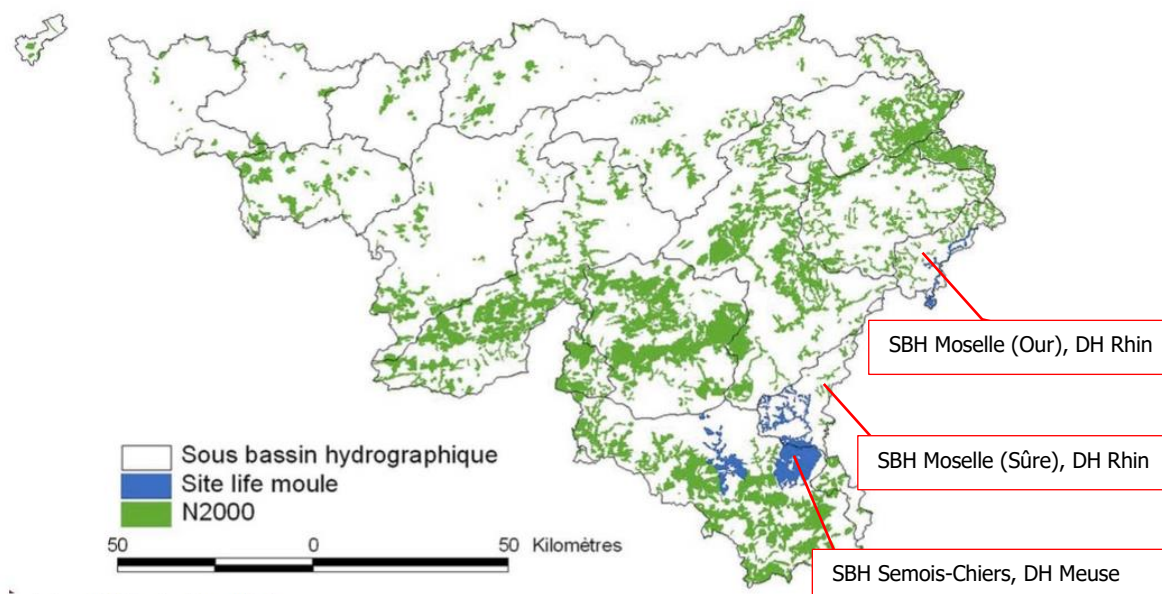 SBH Moselle (Our), DH Rhin
SBH Moselle (Sûre), DH Rhin
SBH Semois-Chiers, DH Meuse
Sous bassin hydrographique
Site life moule
N2000
50 0 50 Kilomètres